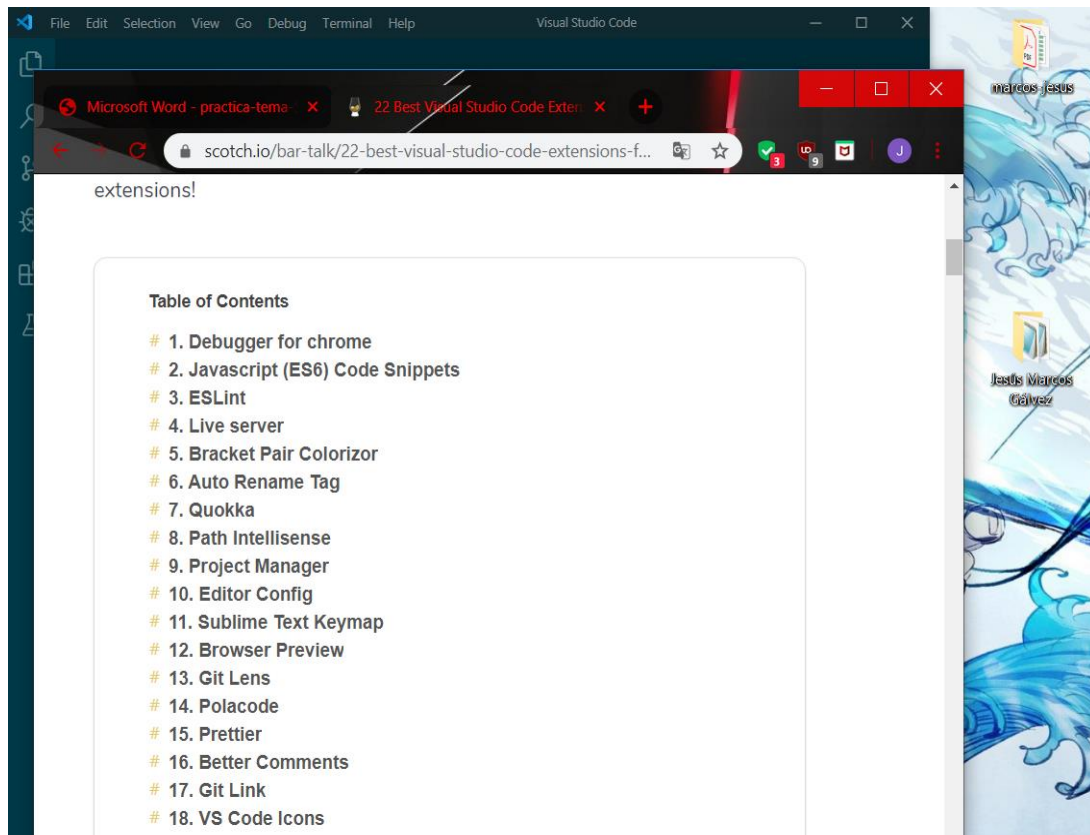 File Edit Selection View Go Debug Terminal Help Visual Studio Code
Microsoft Word - practica-tema- 22 Best Visual Studio Code Exten
scotch.io/bar-talk/22-best-visual-studio-code-extensions-f...
3
9
J
extensions!
Table of Contents
# 1. Debugger for chrome
# 2. Javascript (ES6) Code Snippets
# 3. ESLint
# 4. Live server
# 5. Bracket Pair Colorizor
# 6. Auto Rename Tag
# 7. Quokka
# 8. Path Intellisense
# 9. Project Manager
# 10. Editor Config
# 11. Sublime Text Keymap
# 12. Browser Preview
# 13. Git Lens
# 14. Polacode
# 15. Prettier
# 16. Better Comments
# 17. Git Link
# 18. VS Code Icons
PDF
marcos-jesus
Jesús Marcos
Gálvez